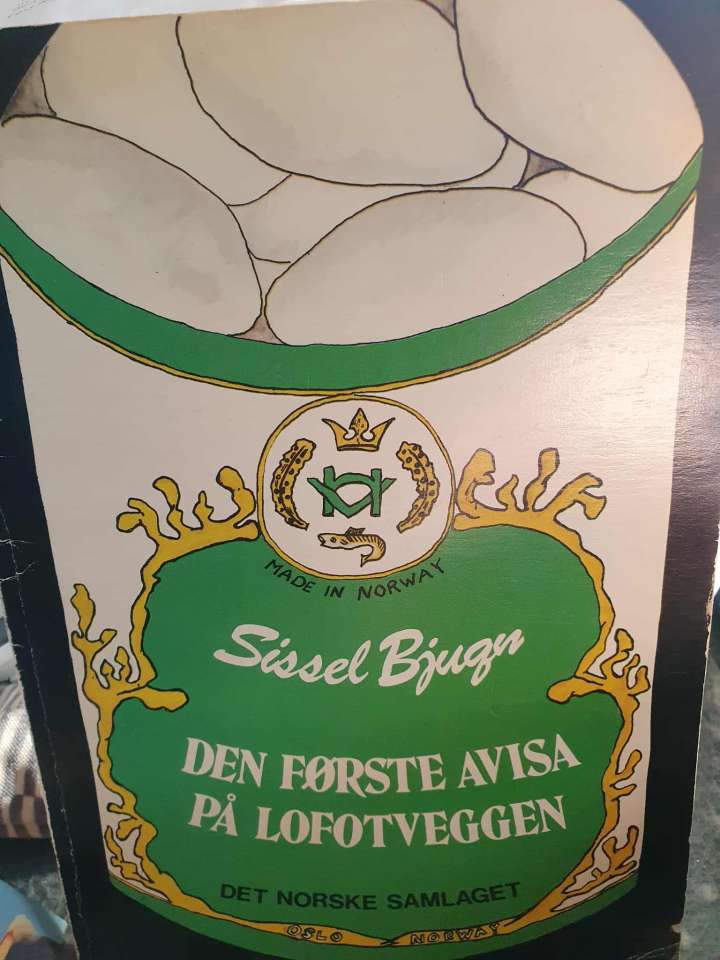 MADE IN NORWAY
Sissel Bjugn
DEN FØRSTE AVISA
PÅ LOFOTVEGGEN
DET NORSKE SAMLAGET
OSLO NORWAY